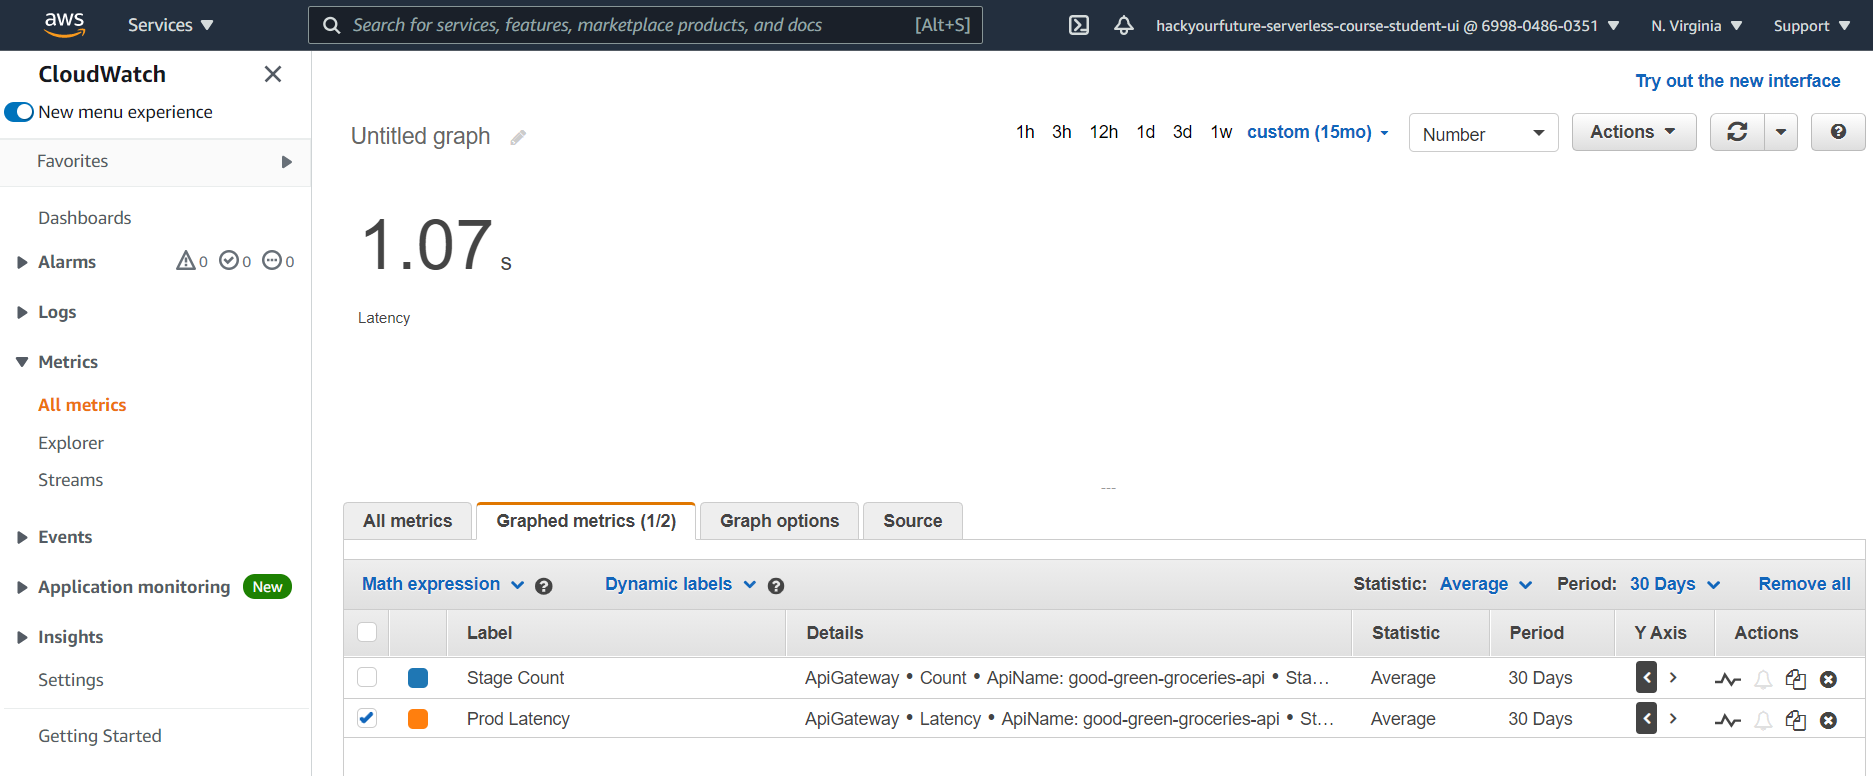 aws Services Search for services, features, marketplace products, and docs [Alt+S] hackyourfuture-serverless-course-student-ui @ 6998-0486-0351 N. Virginia Support
CloudWatch
New menu experience
Favorites
Dashboards
Alarms 0 0 0
Logs
Metrics
All metrics
Explorer
Streams
Events
Application monitoring New
Insights
Settings
Getting Started
Try out the new interface
Untitled graph 1h 3h 12h 1d 3d 1w custom (15mo) Number Actions
1.07 s
Latency
All metrics Graphed metrics (1/2) Graph options Source
Math expression Dynamic labels Statistic: Average Period: 30 Days Remove all
Label Details Statistic Period Y Axis Actions
Stage Count ApiGateway • Count • ApiName: good-green-groceries-api • Sta... Average 30 Days
Prod Latency ApiGateway • Latency • ApiName: good-green-groceries-api • St... Average 30 Days